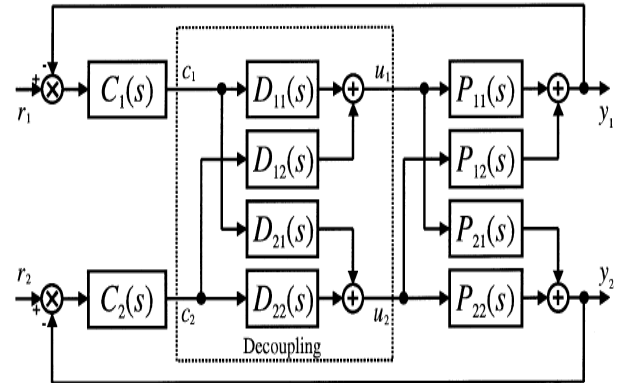 r₁
+
-
C₁(s)
c₁
D₁₁(s)
+
u₁
P₁₁(s)
+
y₁
D₁₂(s)
P₁₂(s)
D₂₁(s)
P₂₁(s)
r₂
+
-
C₂(s)
c₂
D₂₂(s)
+
u₂
P₂₂(s)
+
y₂
Decoupling